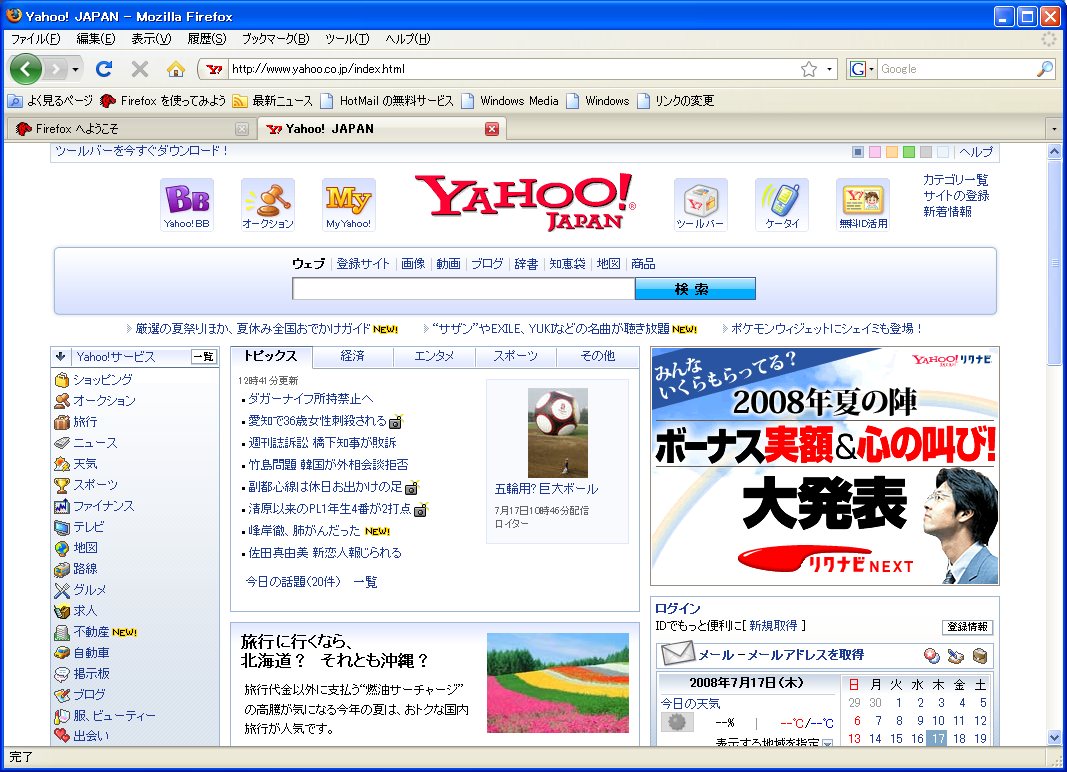 Yahoo! JAPAN - Mozilla Firefox
ファイル(F) 編集(E) 表示(V) 履歴(S) ブックマーク(B) ツール(T) ヘルプ(H)
http://www.yahoo.co.jp/index.html
Google
よく見るページ Firefox を使ってみよう 最新ニュース HotMail の無料サービス Windows Media Windows リンクの変更
Firefox へようこそ
Yahoo! JAPAN
ツールバーを今すぐダウンロード！
ヘルプ
Yahoo! BB
オークション
My Yahoo!
YAHOO! JAPAN
ツールバー
ケータイ
無料ID活用
カテゴリ一覧
サイトの登録
新着情報
ウェブ 登録サイト 画像 動画 ブログ 辞書 知恵袋 地図 商品
検索
厳選の夏祭りほか、夏休み全国おでかけガイド NEW!
“サザン”やEXILE、YUKIなどの名曲が聴き放題 NEW!
ポケモンウィジェットにシェイミも登場！
Yahoo!サービス 一覧
ショッピング
オークション
旅行
ニュース
天気
スポーツ
ファイナンス
テレビ
地図
路線
グルメ
求人
不動産 NEW!
自動車
掲示板
ブログ
服、ビューティー
出会い
トピックス 経済 エンタメ スポーツ その他
12時41分更新
ダガーナイフ所持禁止へ
愛知で36歳女性刺殺される
週刊誌訴訟 橋下知事が敗訴
竹島問題 韓国が外相会談拒否
副都心線は休日お出かけの足
清原以来のPL1年生4番が2打点
峰岸徹、肺がんだった NEW!
佐田真由美 新恋人報じられる
今日の話題(20件) 一覧
五輪用? 巨大ボール
7月17日10時46分配信
ロイター
旅行に行くなら、
北海道？ それとも沖縄？
旅行代金以外に支払う“燃油サーチャージ”
の高騰が気になる今年の夏は、おトクな国内
旅行が人気です。
みんな
いくらもらってる？
YAHOO! JAPAN リクナビ
2008年夏の陣
ボーナス実額&心の叫び!
大発表
リクナビ NEXT
ログイン
IDでもっと便利に[ 新規取得 ]
登録情報
メール - メールアドレスを取得
2008年7月17日(木)
今日の天気
--% | --℃/--℃
表示する地域を指定
日 月 火 水 木 金 土
29 30 1 2 3 4 5
6 7 8 9 10 11 12
13 14 15 16 17 18 19
完了